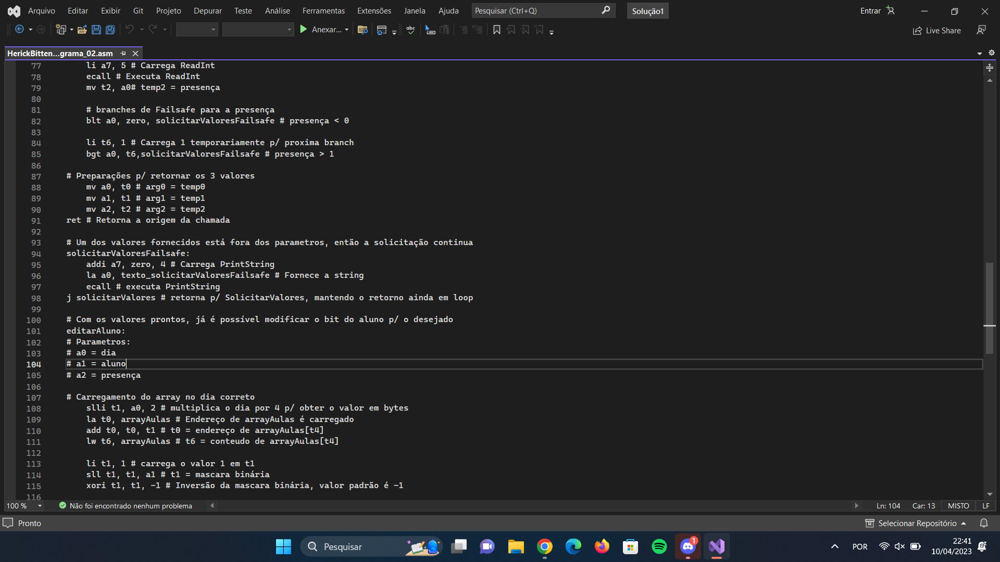 Arquivo Editar Exibir Git Projeto Depurar Teste Análise Ferramentas Extensões Janela Ajuda Pesquisar (Ctrl+Q) Solução1 Entrar
Anexar... abc Live Share
HerickBitten...grama_02.asm
77 li a7, 5 # Carrega ReadInt
78 ecall # Executa ReadInt
79 mv t2, a0# temp2 = presença
80
81 # branches de Failsafe para a presença
82 blt a0, zero, solicitarValoresFailsafe # presença < 0
83
84 li t6, 1 # Carrega 1 temporariamente p/ proxima branch
85 bgt a0, t6,solicitarValoresFailsafe # presença > 1
86
87 # Preparações p/ retornar os 3 valores
88 mv a0, t0 # arg0 = temp0
89 mv a1, t1 # arg1 = temp1
90 mv a2, t2 # arg2 = temp2
91 ret # Retorna a origem da chamada
92
93 # Um dos valores fornecidos está fora dos parametros, então a solicitação continua
94 solicitarValoresFailsafe:
95 addi a7, zero, 4 # Carrega PrintString
96 la a0, texto_solicitarValoresFailsafe # Fornece a string
97 ecall # executa PrintString
98 j solicitarValores # retorna p/ SolicitarValores, mantendo o retorno ainda em loop
99
100 # Com os valores prontos, já é possível modificar o bit do aluno p/ o desejado
101 editarAluno:
102 # Parametros:
103 # a0 = dia
104 # a1 = aluno
105 # a2 = presença
106
107 # Carregamento do array no dia correto
108 slli t1, a0, 2 # multiplica o dia por 4 p/ obter o valor em bytes
109 la t0, arrayAulas # Endereço de arrayAulas é carregado
110 add t0, t0, t1 # t0 = endereço de arrayAulas[t4]
111 lw t6, arrayAulas # t6 = conteudo de arrayAulas[t4]
112
113 li t1, 1 # carrega o valor 1 em t1
114 sll t1, t1, a1 # t1 = mascara binária
115 xori t1, t1, -1 # Inversão da mascara binária, valor padrão é -1
116
100 % Não foi encontrado nenhum problema Ln: 104 Car: 13 MISTO LF
Pronto Selecionar Repositório
Pesquisar 1 POR 22:41
10/04/2023